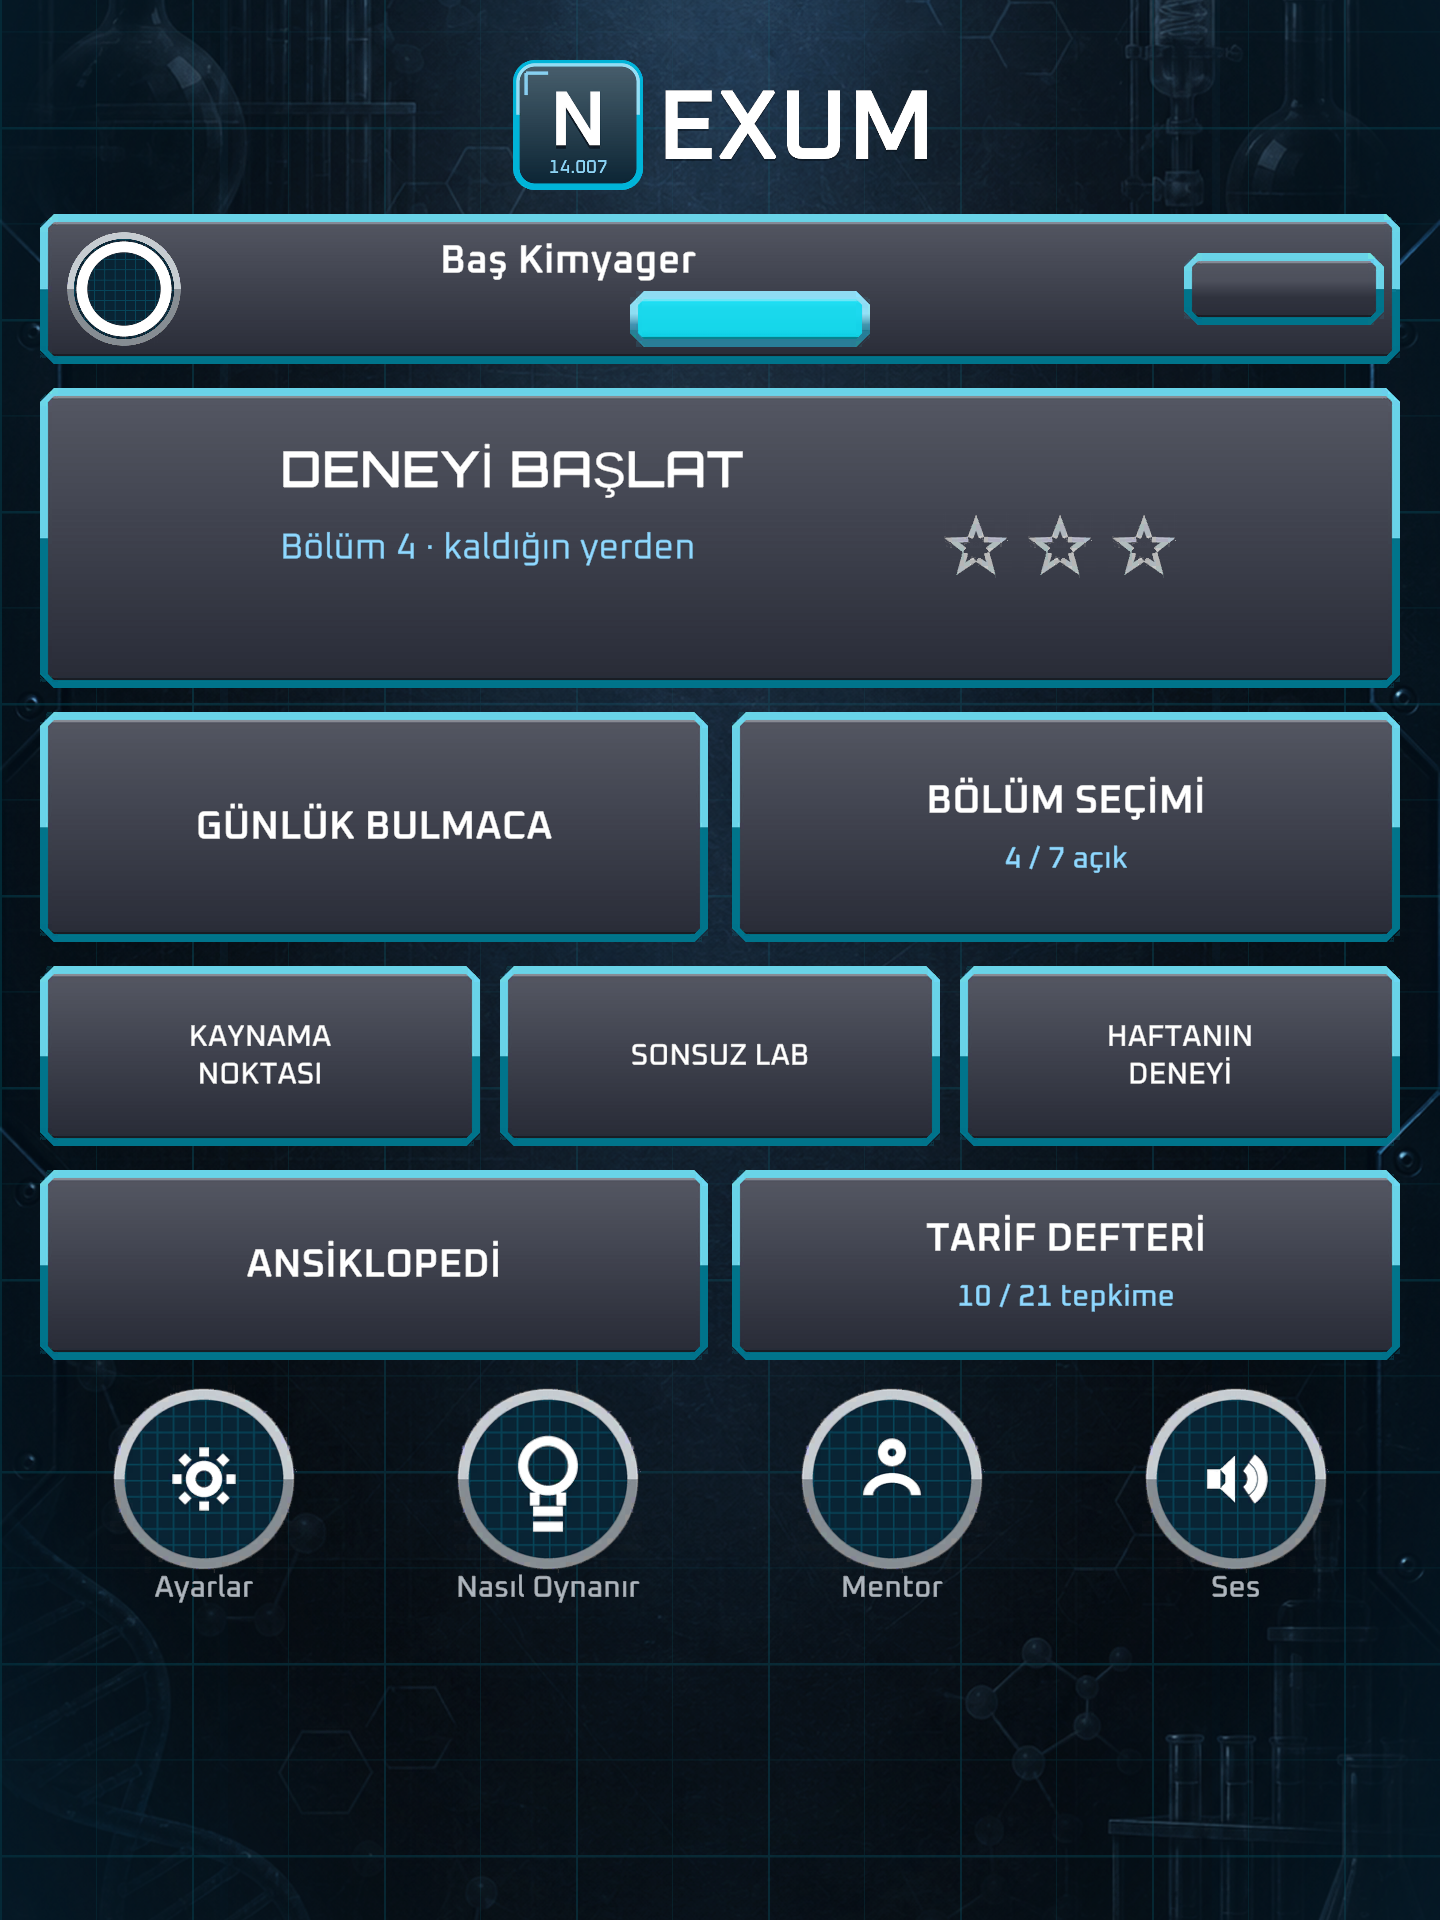 N EXUM
14.007
Baş Kimyager
DENEYİ BAŞLAT
Bölüm 4 · kaldığın yerden
GÜNLÜK BULMACA
BÖLÜM SEÇİMİ
4 / 7 açık
KAYNAMA
NOKTASI
SONSUZ LAB
HAFTANIN
DENEYİ
ANSİKLOPEDİ
TARİF DEFTERİ
10 / 21 tepkime
Ayarlar
Nasıl Oynanır
Mentor
Ses